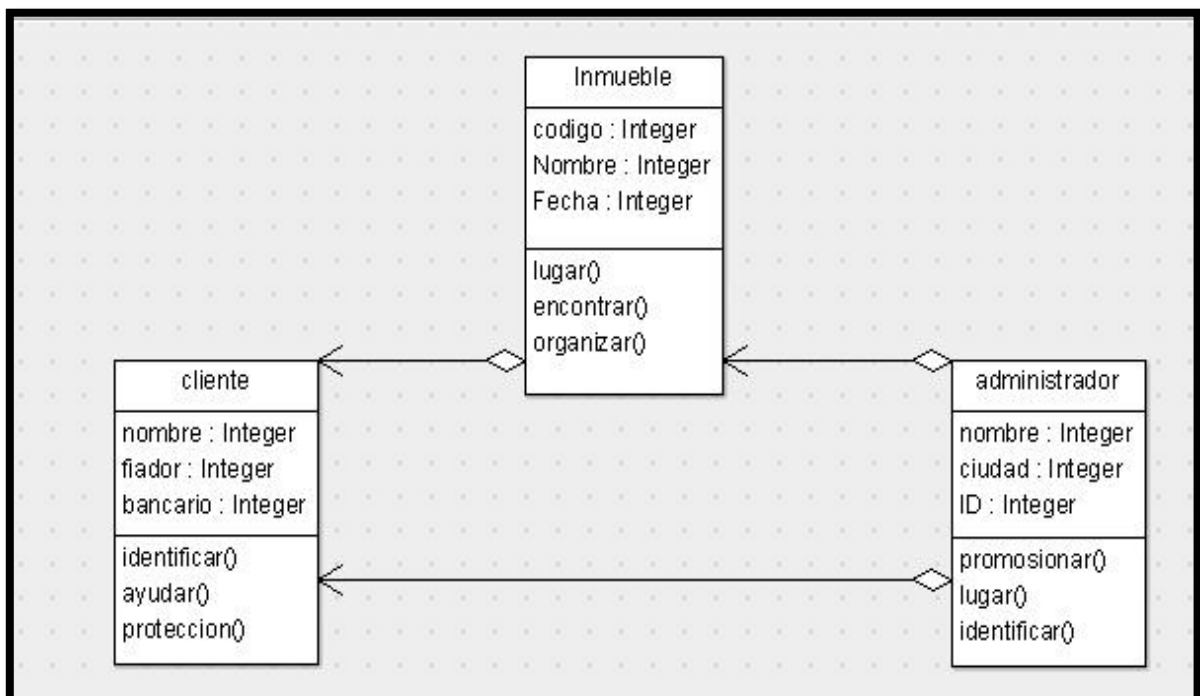 Inmueble
codigo : Integer
Nombre : Integer
Fecha : Integer
lugar()
encontrar()
organizar()
cliente
nombre : Integer
fiador : Integer
bancario : Integer
identificar()
ayudar()
proteccion()
administrador
nombre : Integer
ciudad : Integer
ID : Integer
promosionar()
lugar()
identificar()